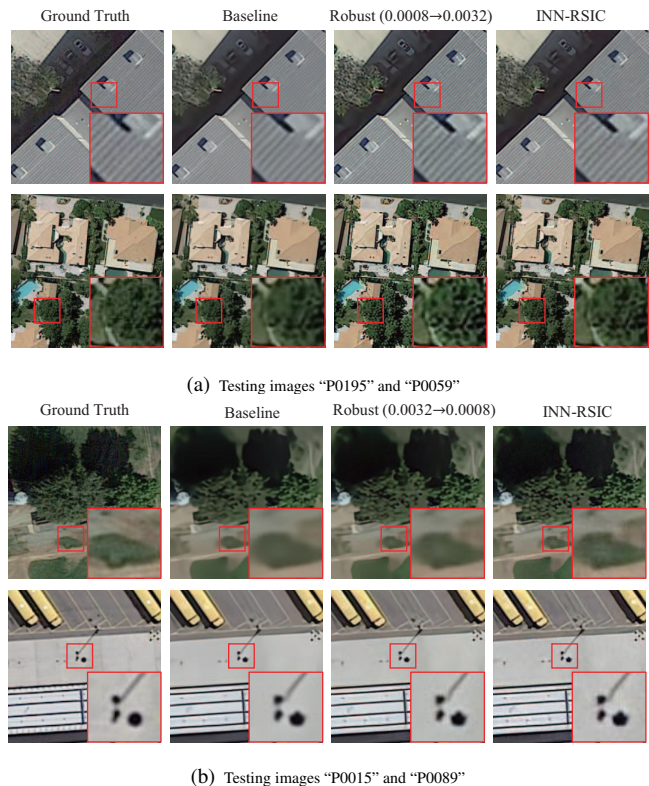 Ground Truth Baseline Robust (0.0008→0.0032) INN-RSIC
(a) Testing images “P0195” and “P0059”
Ground Truth Baseline Robust (0.0032→0.0008) INN-RSIC
(b) Testing images “P0015” and “P0089”